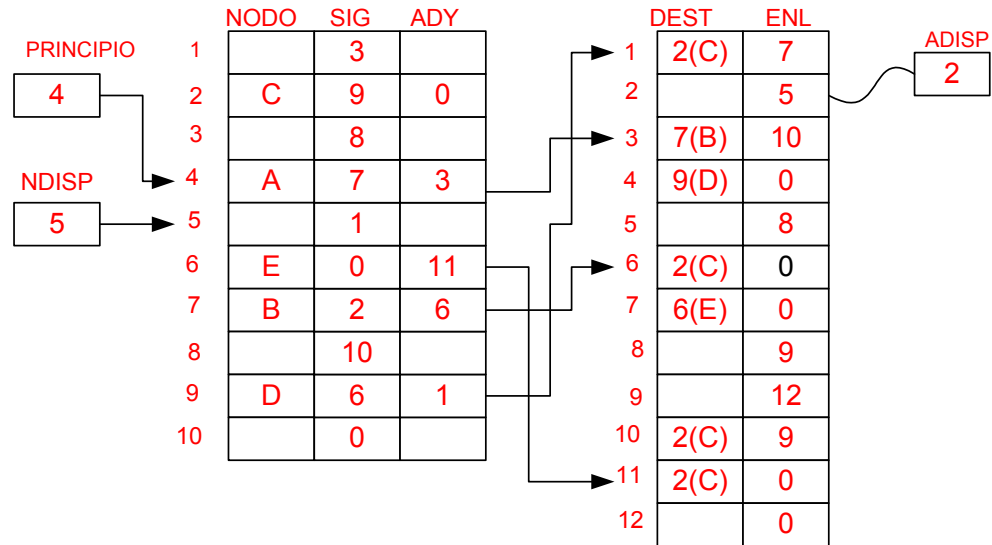 NODO SIG ADY DEST ENL
PRINCIPIO 1 3 1 2(C) 7 ADISP
4 2 C 9 0 2 5 2
3 8 3 7(B) 10
NDISP 4 A 7 3 4 9(D) 0
5 5 1 5 8
6 E 0 11 6 2(C) 0
7 B 2 6 7 6(E) 0
8 10 8 9
9 D 6 1 9 12
10 0 10 2(C) 9
11 2(C) 0
12 0